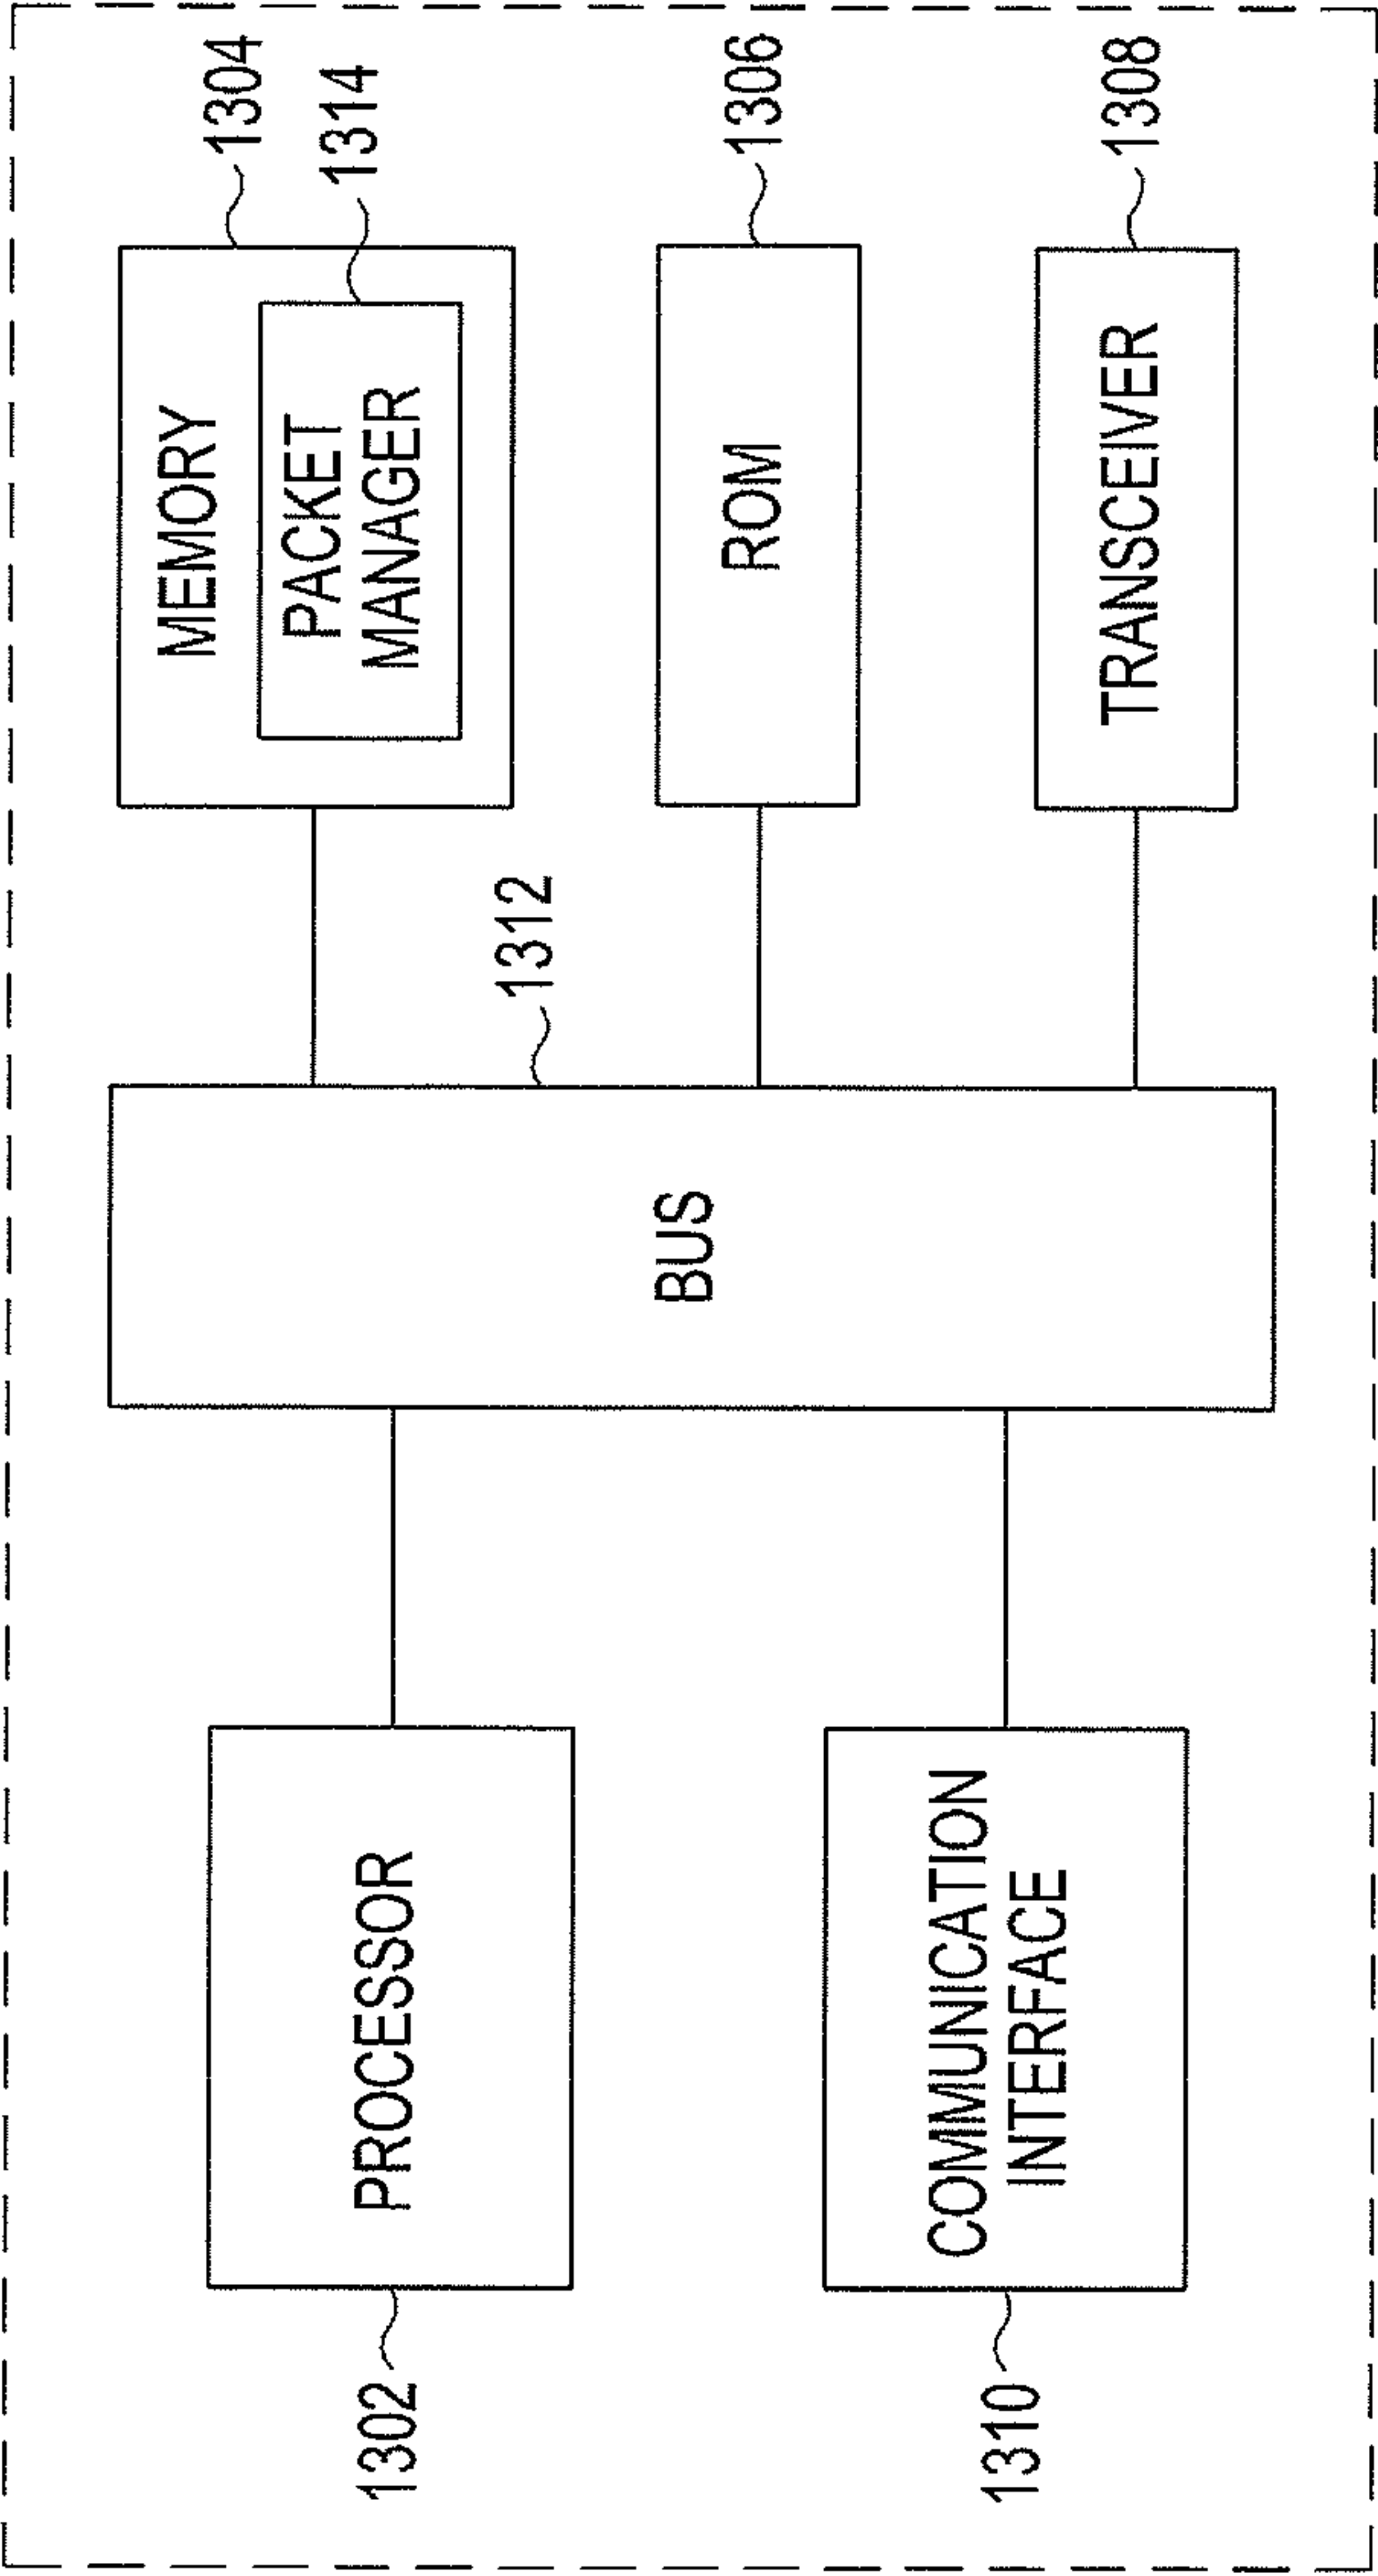 1304
1314
MEMORY
PACKET
MANAGER
1302
PROCESSOR
1312
BUS
1306
ROM
1310
COMMUNICATION
INTERFACE
1308
TRANSCEIVER